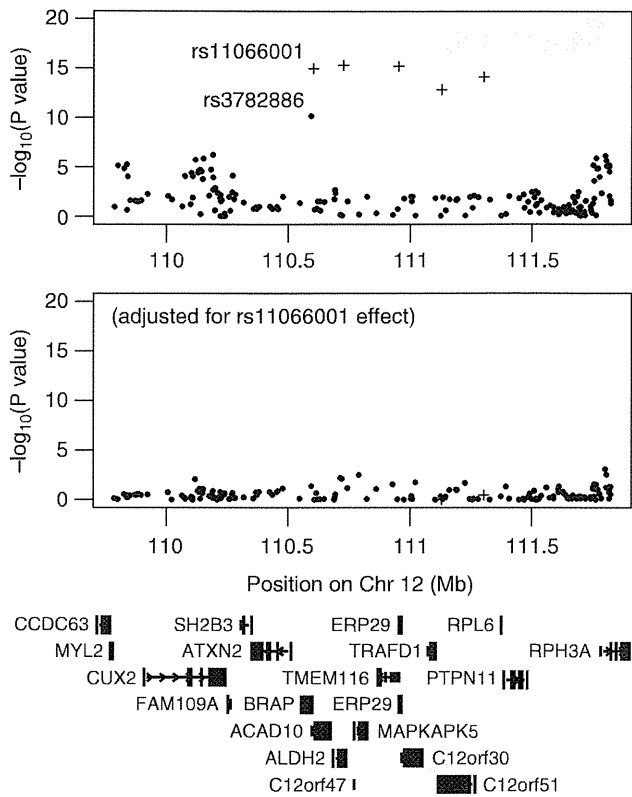 20
15
10
5
0
−log10(P value)
rs11066001
rs3782886
110
110.5
111
111.5
20
15
10
5
0
−log10(P value)
(adjusted for rs11066001 effect)
110
110.5
111
111.5
Position on Chr 12 (Mb)
CCDC63 SH2B3 ERP29 RPL6
MYL2 ATXN2 TRAFD1 RPH3A
CUX2 TMEM116 PTPN11
FAM109A BRAP ERP29
ACAD10 MAPKAPK5
ALDH2 C12orf30
C12orf47 C12orf51